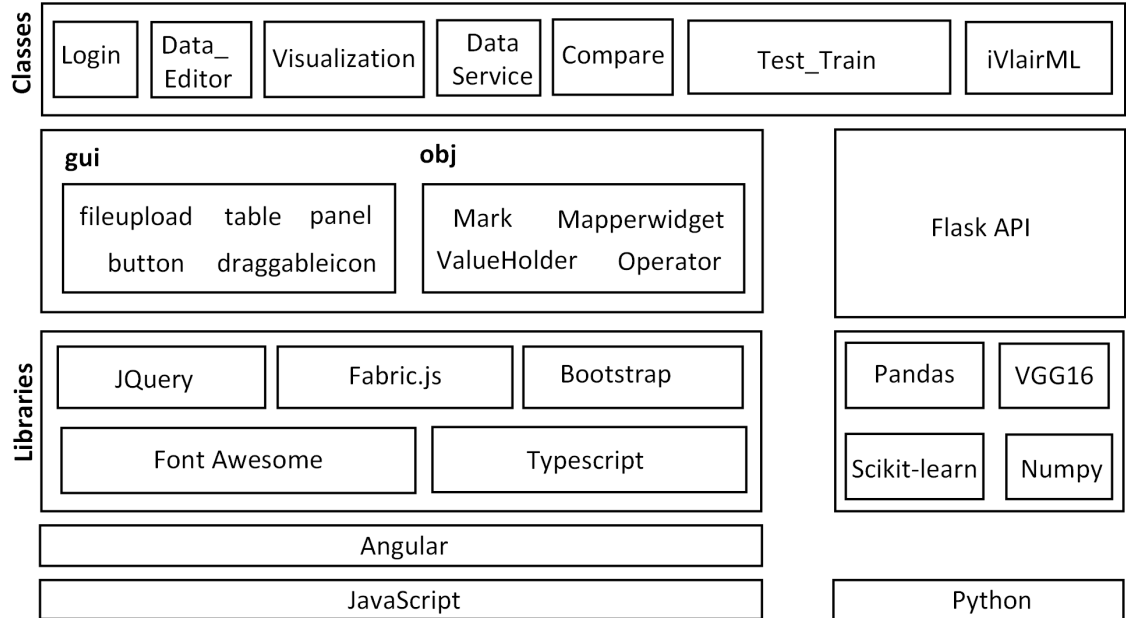 Classes
Login
Data_
Editor
Visualization
Data
Service
Compare
Test_Train
iVlairML
gui
fileupload table panel
button draggableicon
obj
Mark Mapperwidget
ValueHolder Operator
Flask API
Libraries
JQuery
Fabric.js
Bootstrap
Font Awesome
Typescript
Pandas
VGG16
Scikit-learn
Numpy
Angular
JavaScript
Python